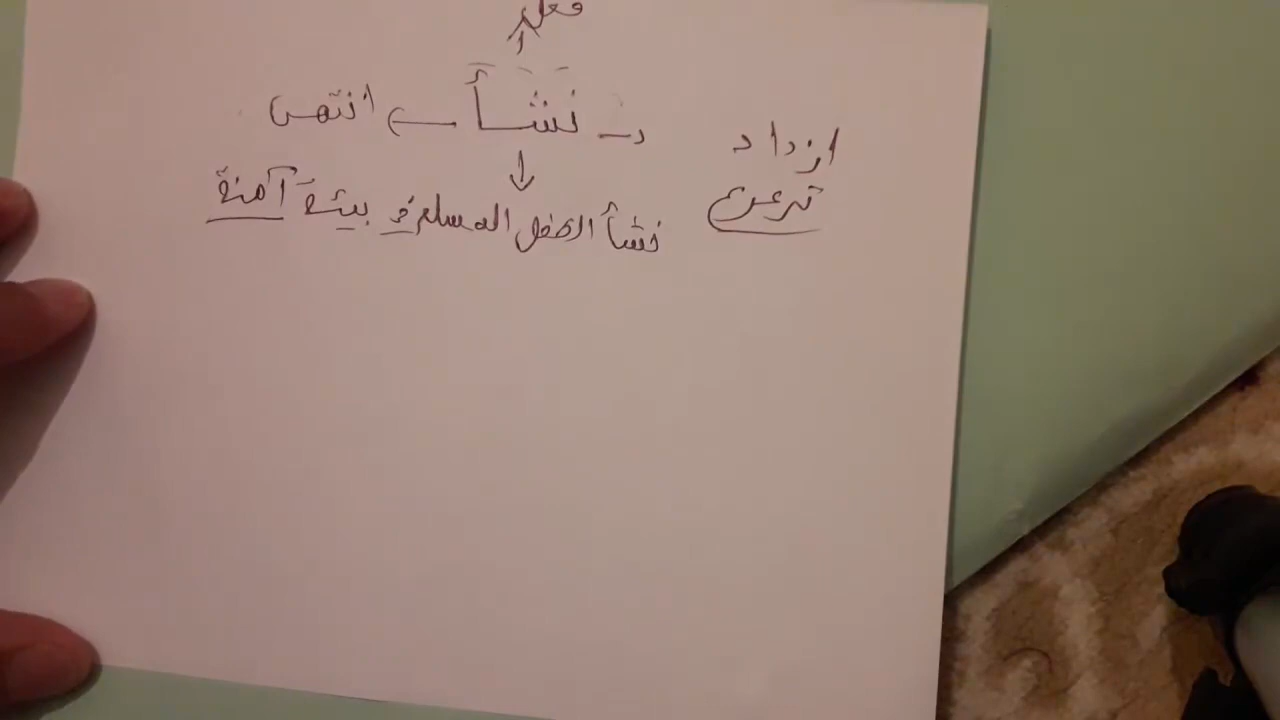 فعل
نشأ ← انتهى
ازداد
ترعرع
نشأ الطفل المسلم في بيئة آمنة